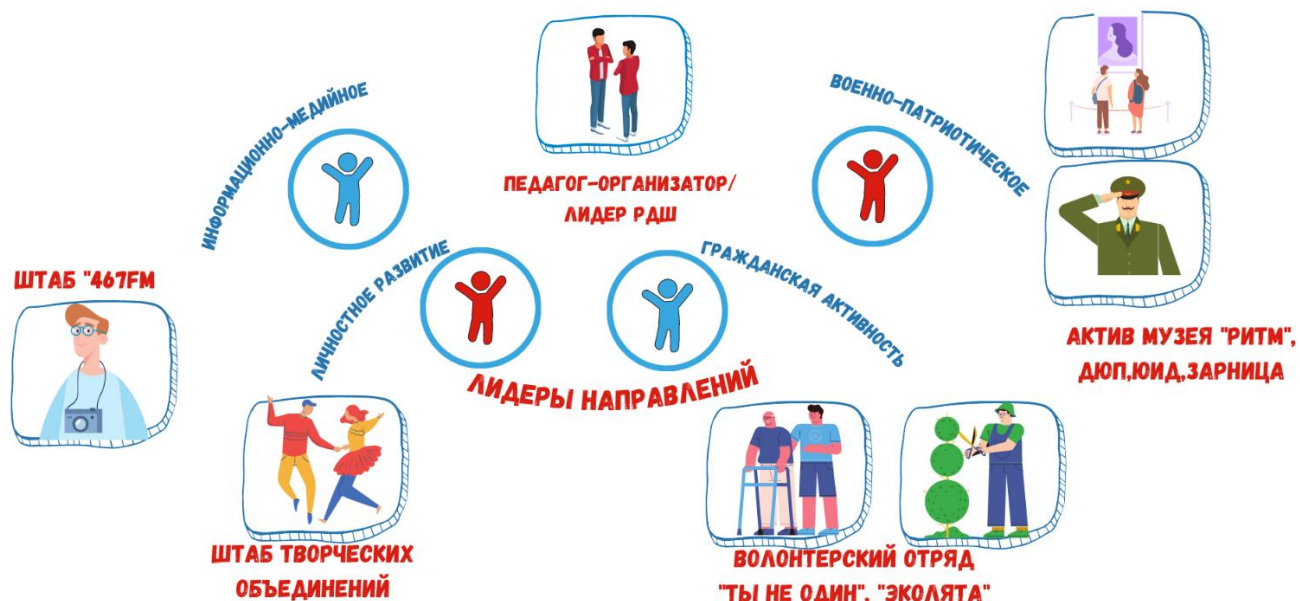 ИНФОРМАЦИОННО-МЕДИЙНОЕ
ВОЕННО-ПАТРИОТИЧЕСКОЕ
ПЕДАГОГ-ОРГАНИЗАТОР/
ЛИДЕР РДШ
ЛИЧНОСТНОЕ РАЗВИТИЕ
ГРАЖДАНСКАЯ АКТИВНОСТЬ
ШТАБ "467FM
АКТИВ МУЗЕЯ "РИТМ",
ДЮП,ЮИД,ЗАРНИЦА
ЛИДЕРЫ НАПРАВЛЕНИЙ
ШТАБ ТВОРЧЕСКИХ
ОБЪЕДИНЕНИЙ
ВОЛОНТЕРСКИЙ ОТРЯД
"ТЫ НЕ ОДИН", "ЭКОЛЯТА"